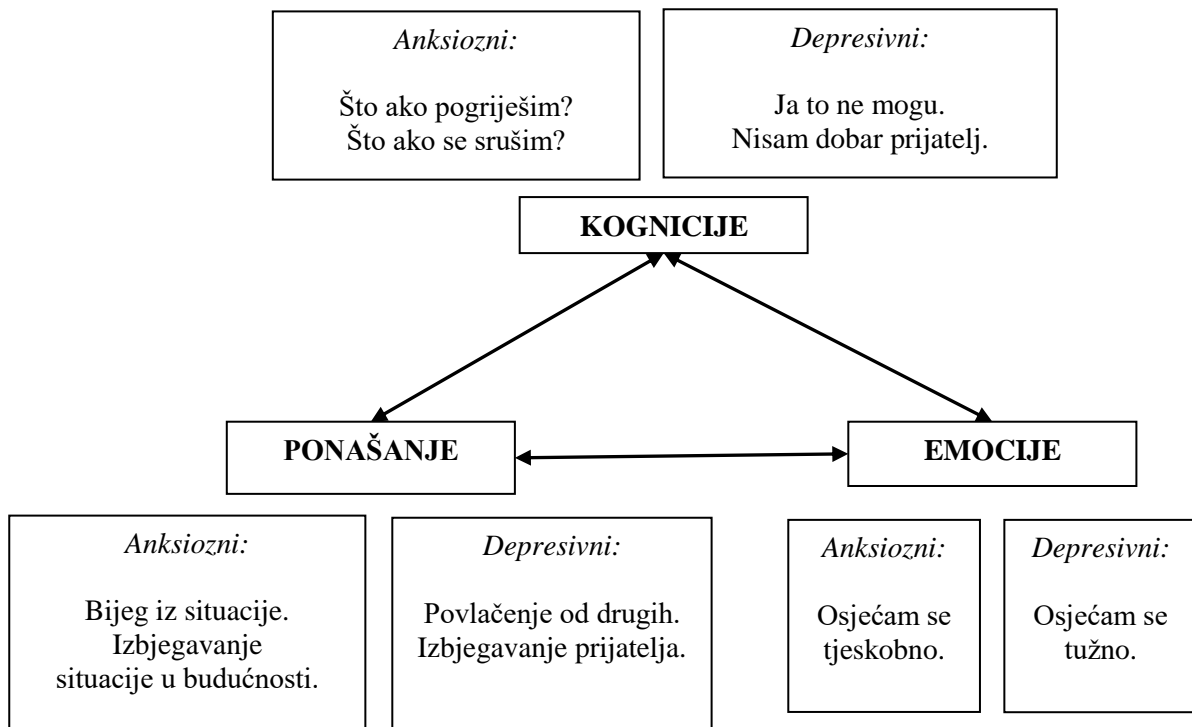 Anksiozni:
Što ako pogriješim?
Što ako se srušim?
Depresivni:
Ja to ne mogu.
Nisam dobar prijatelj.
KOGNICIJE
PONAŠANJE
EMOCIJE
Anksiozni:
Bijeg iz situacije.
Izbjegavanje
situacije u budućnosti.
Depresivni:
Povlačenje od drugih.
Izbjegavanje prijatelja.
Anksiozni:
Osjećam se
tjeskobno.
Depresivni:
Osjećam se
tužno.